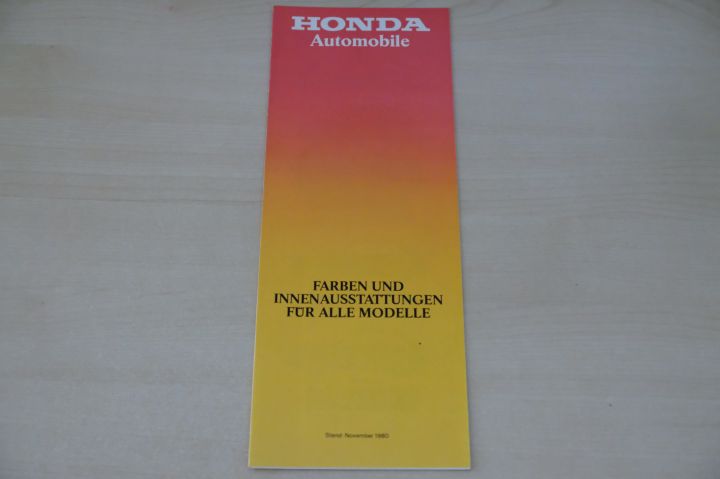 HONDA
Automobile
FARBEN UND
INNENAUSSTATTUNGEN
FÜR ALLE MODELLE
Stand: November 1980